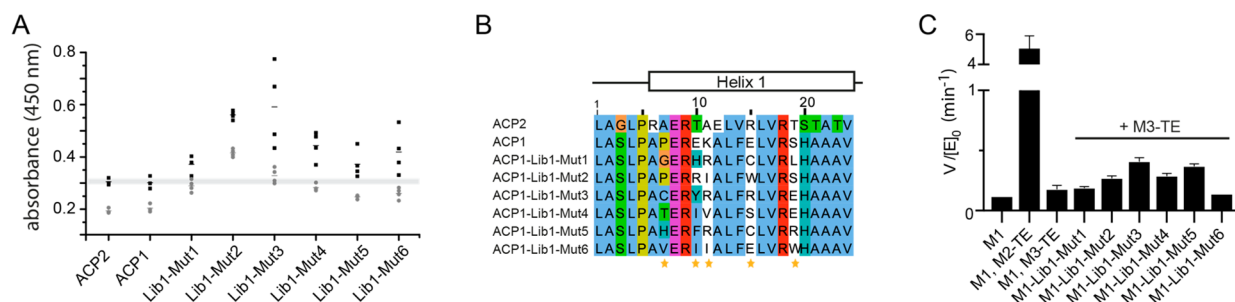 A
absorbance (450 nm)
0.8
0.6
0.4
0.2
ACP2
ACP1
Lib1-Mut1
Lib1-Mut2
Lib1-Mut3
Lib1-Mut4
Lib1-Mut5
Lib1-Mut6
B
Helix 1
1 10 20
ACP2 LAGLPRAERTAELVRLVRTSTATV
ACP1 LASLPAPEREKALFELVRSHAAAV
ACP1-Lib1-Mut1 LASLPAGERHRALFCLVRLHAAAV
ACP1-Lib1-Mut2 LASLPAPERRIALFWLVRSHAAAV
ACP1-Lib1-Mut3 LASLPACERYRALFRLVREHAAAV
ACP1-Lib1-Mut4 LASLPATERIVALFSLVREHAAAV
ACP1-Lib1-Mut5 LASLPAHERFRALFCLVRRHAAAV
ACP1-Lib1-Mut6 LASLPAVERIIALFRLVRWHAAAV
C
V/[E]0 (min-1)
6
4
1
0
+ M3-TE
M1
M1, M2-TE
M1, M3-TE
M1-Lib1-Mut1
M1-Lib1-Mut2
M1-Lib1-Mut3
M1-Lib1-Mut4
M1-Lib1-Mut5
M1-Lib1-Mut6